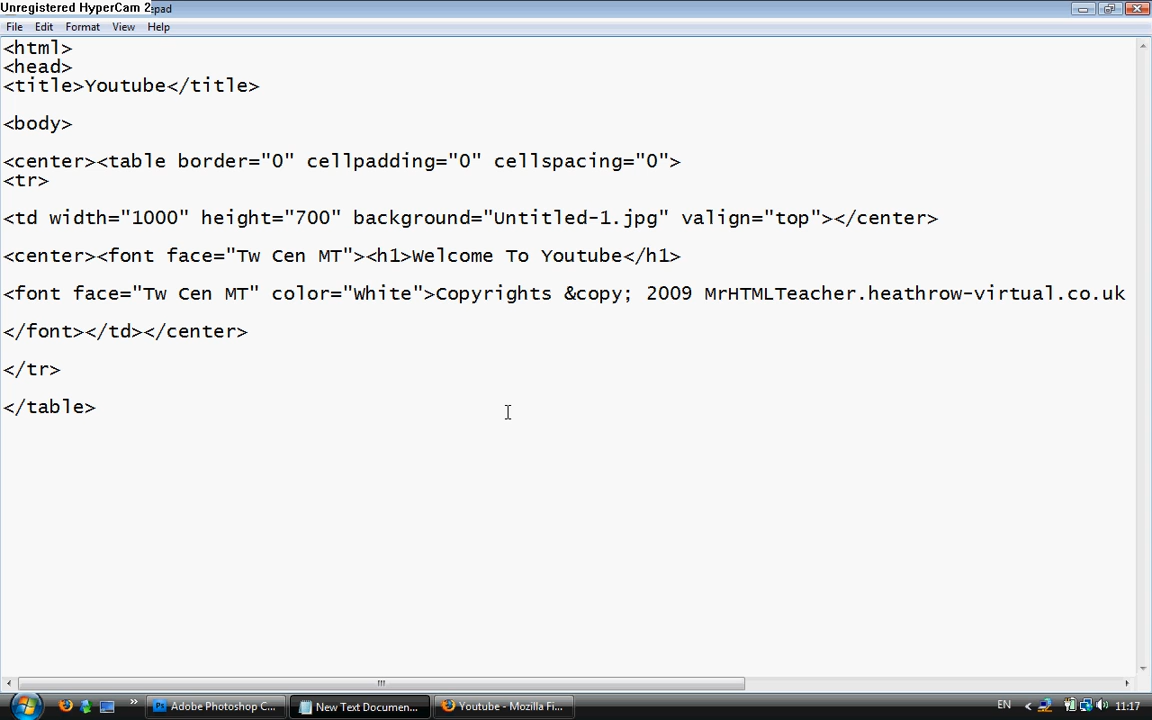 Unregistered HyperCam 2 pad
File Edit Format View Help
<html>
<head>
<title>Youtube</title>
<body>
<center><table border="0" cellpadding="0" cellspacing="0">
<tr>
<td width="1000" height="700" background="Untitled-1.jpg" valign="top"></center>
<center><font face="Tw Cen MT"><h1>Welcome To Youtube</h1>
<font face="Tw Cen MT" color="White">Copyrights &copy; 2009 MrHTMLTeacher.heathrow-virtual.co.uk
</font></td></center>
</tr>
</table>
Adobe Photoshop C... New Text Documen... Youtube - Mozilla Fi... EN 11:17